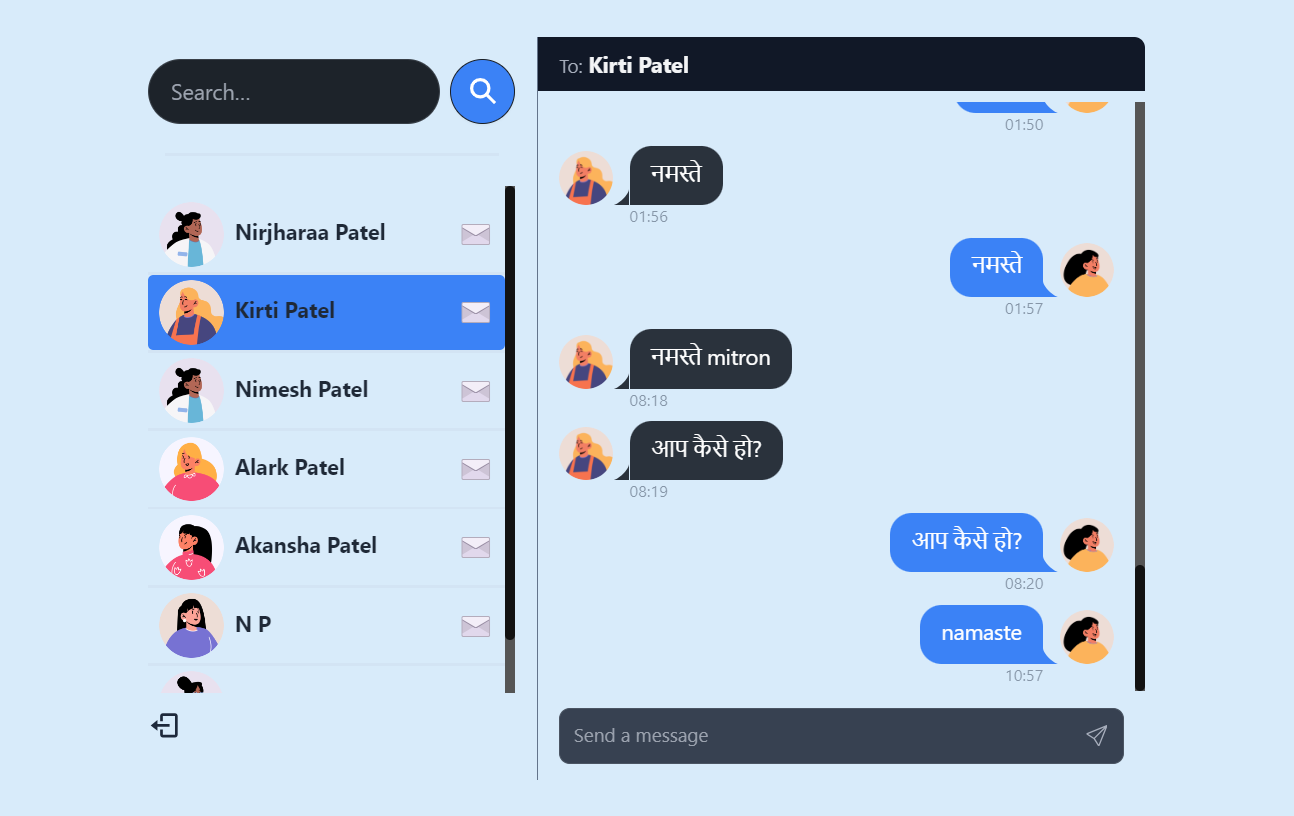 Search…
Nirjharaa Patel
Kirti Patel
Nimesh Patel
Alark Patel
Akansha Patel
N P
To: Kirti Patel
01:50
नमस्ते
01:56
नमस्ते
01:57
नमस्ते mitron
08:18
आप कैसे हो?
08:19
आप कैसे हो?
08:20
namaste
10:57
Send a message